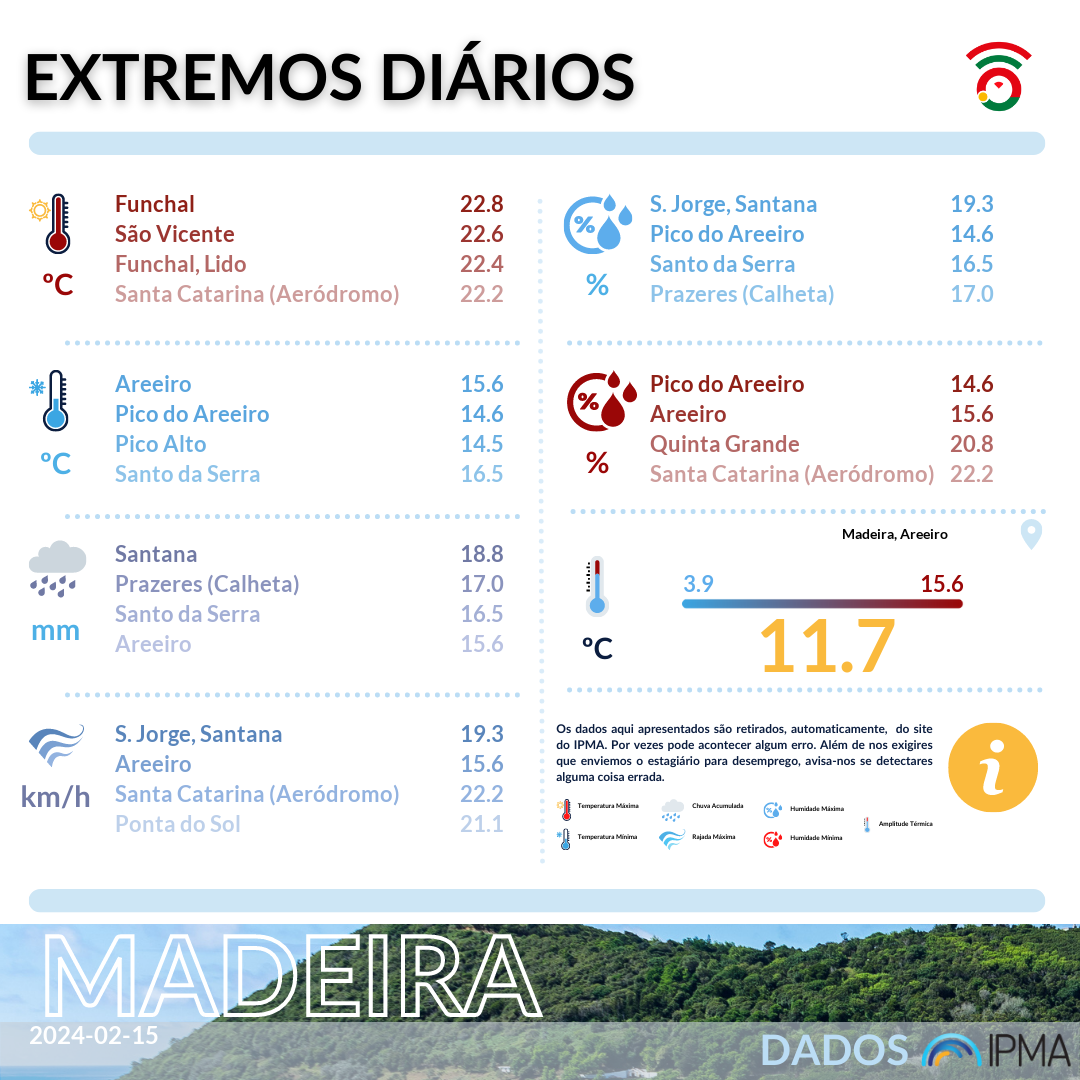 EXTREMOS DIÁRIOS
Funchal 22.8
São Vicente 22.6
Funchal, Lido 22.4
Santa Catarina (Aeródromo) 22.2
ºC
Areeiro 15.6
Pico do Areeiro 14.6
Pico Alto 14.5
Santo da Serra 16.5
ºC
Santana 18.8
Prazeres (Calheta) 17.0
Santo da Serra 16.5
Areeiro 15.6
mm
S. Jorge, Santana 19.3
Areeiro 15.6
Santa Catarina (Aeródromo) 22.2
Ponta do Sol 21.1
km/h
%
S. Jorge, Santana 19.3
Pico do Areeiro 14.6
Santo da Serra 16.5
Prazeres (Calheta) 17.0
%
%
Pico do Areeiro 14.6
Areeiro 15.6
Quinta Grande 20.8
Santa Catarina (Aeródromo) 22.2
%
Madeira, Areeiro
3.9 15.6
11.7
ºC
Os dados aqui apresentados são retirados, automaticamente, do site
do IPMA. Por vezes pode acontecer algum erro. Além de nos exigires
que enviemos o estagiário para desemprego, avisa-nos se detectares
alguma coisa errada.
i
Temperatura Máxima Chuva Acumulada Humidade Máxima
Amplitude Térmica
Temperatura Mínima Rajada Máxima Humidade Mínima
MADEIRA
2024-02-15
DADOS IPMA